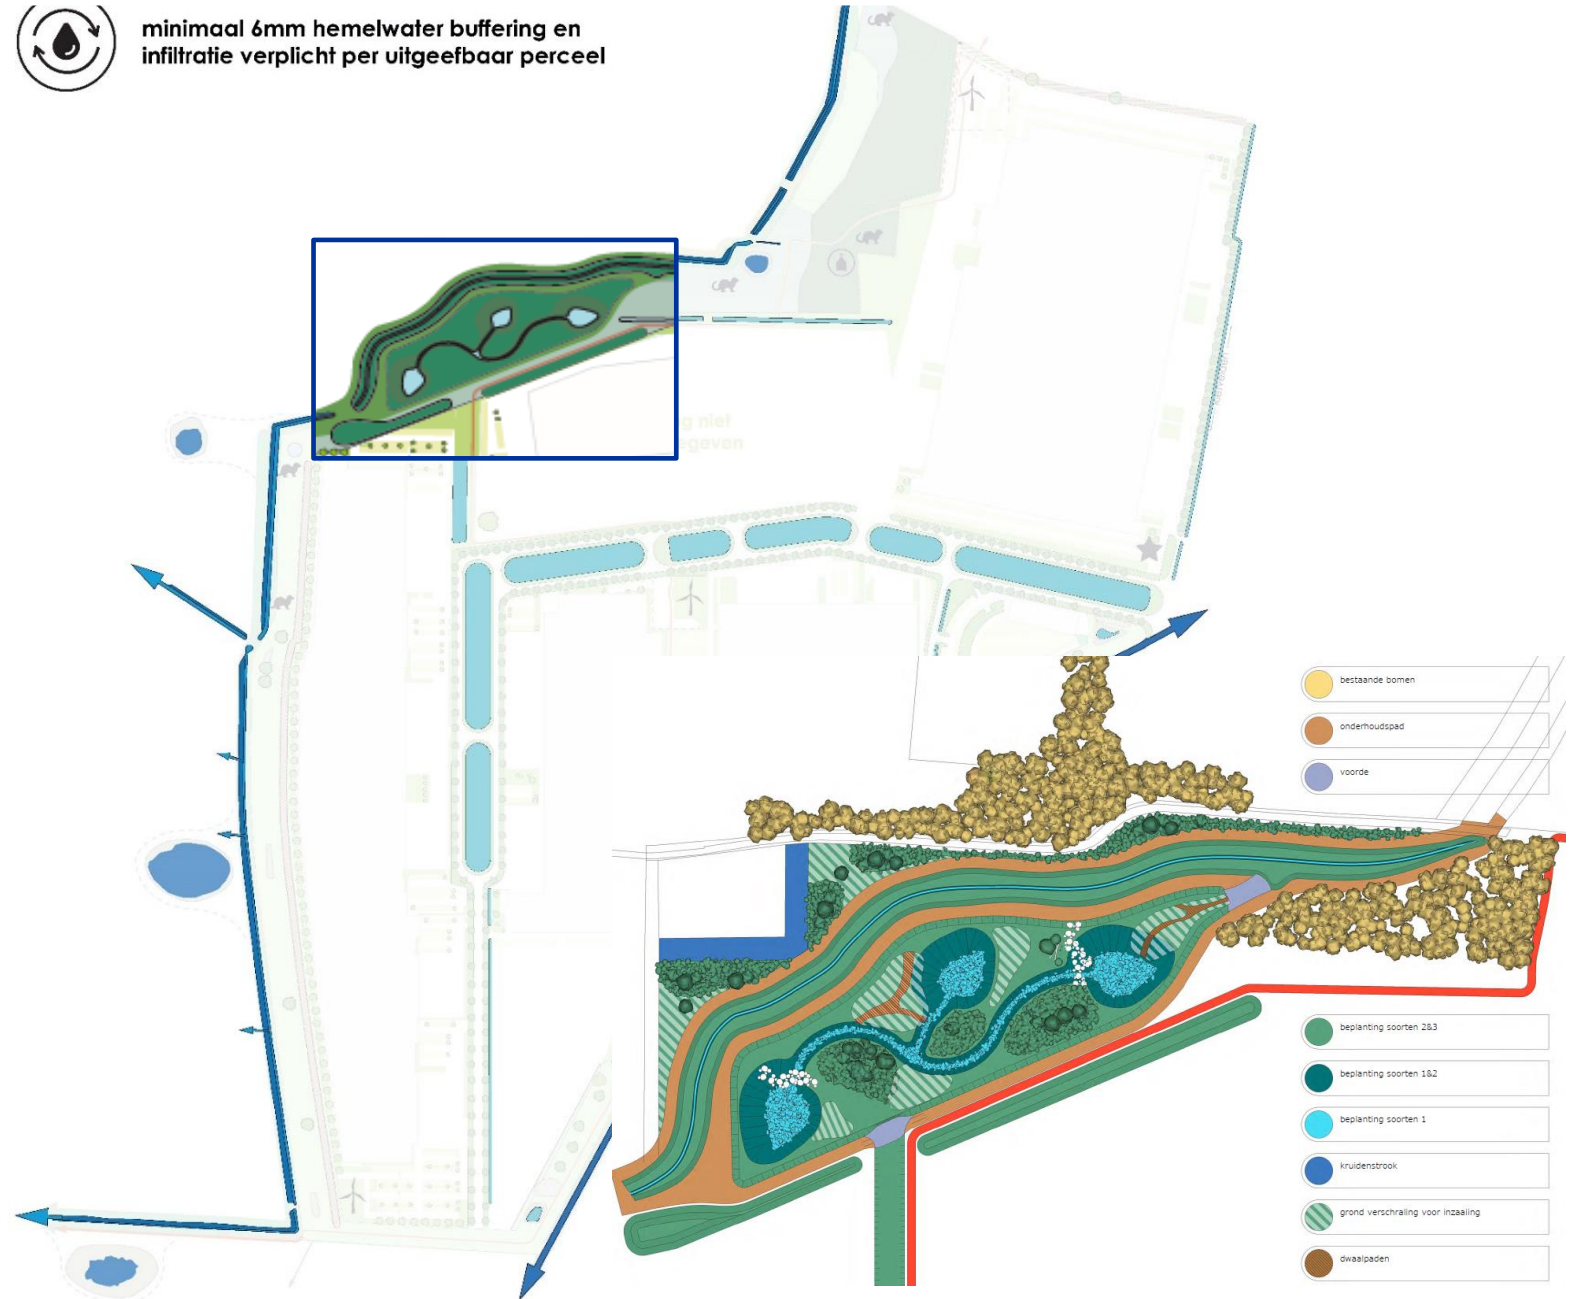 minimaal 6mm hemelwater buffering en
infiltratie verplicht per uitgeefbaar perceel
niet
bestaande bomen
onderhoudspad
voorde
beplanting soorten 2&3
beplanting soorten 1&2
beplanting soorten 1
kruidenstrook
grond verschraling voor inzaaiing
dwaalpaden